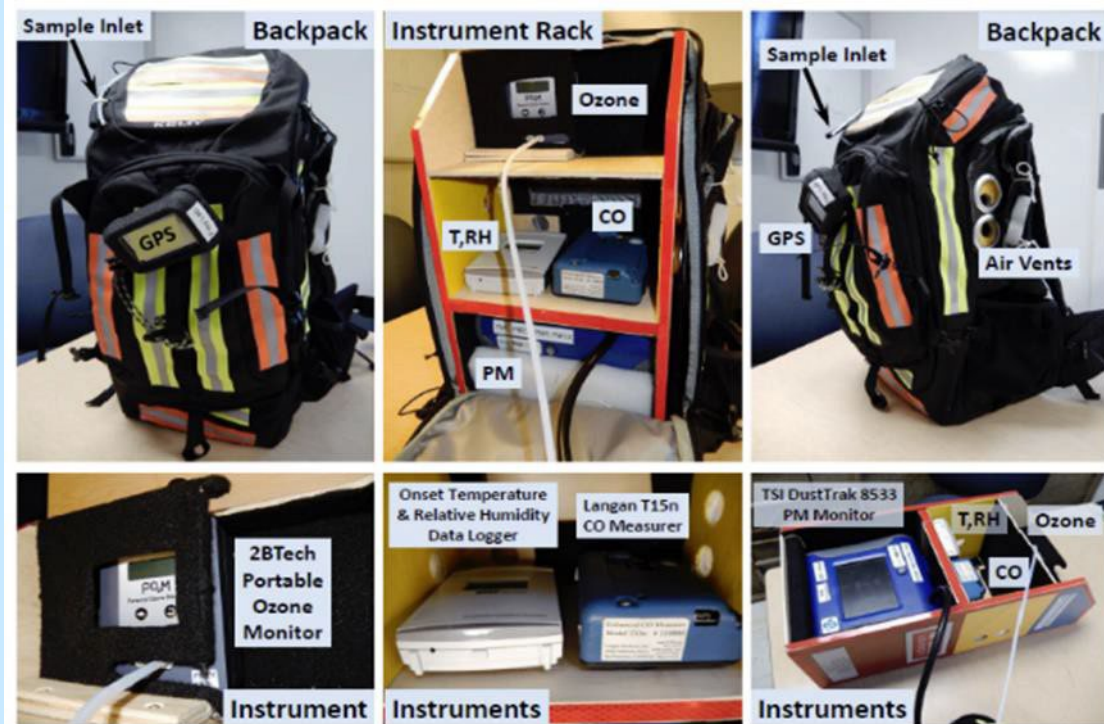 Sample Inlet
Backpack
GPS
Instrument Rack
Ozone
CO
T,RH
PM
Backpack
Sample Inlet
GPS
Air Vents
2BTech
Portable
Ozone
Monitor
Instrument
Onset Temperature
& Relative Humidity
Data Logger
Langan T15n
CO Measurer
Instruments
TSI DustTrak 8533
PM Monitor
T,RH
Ozone
CO
Instruments